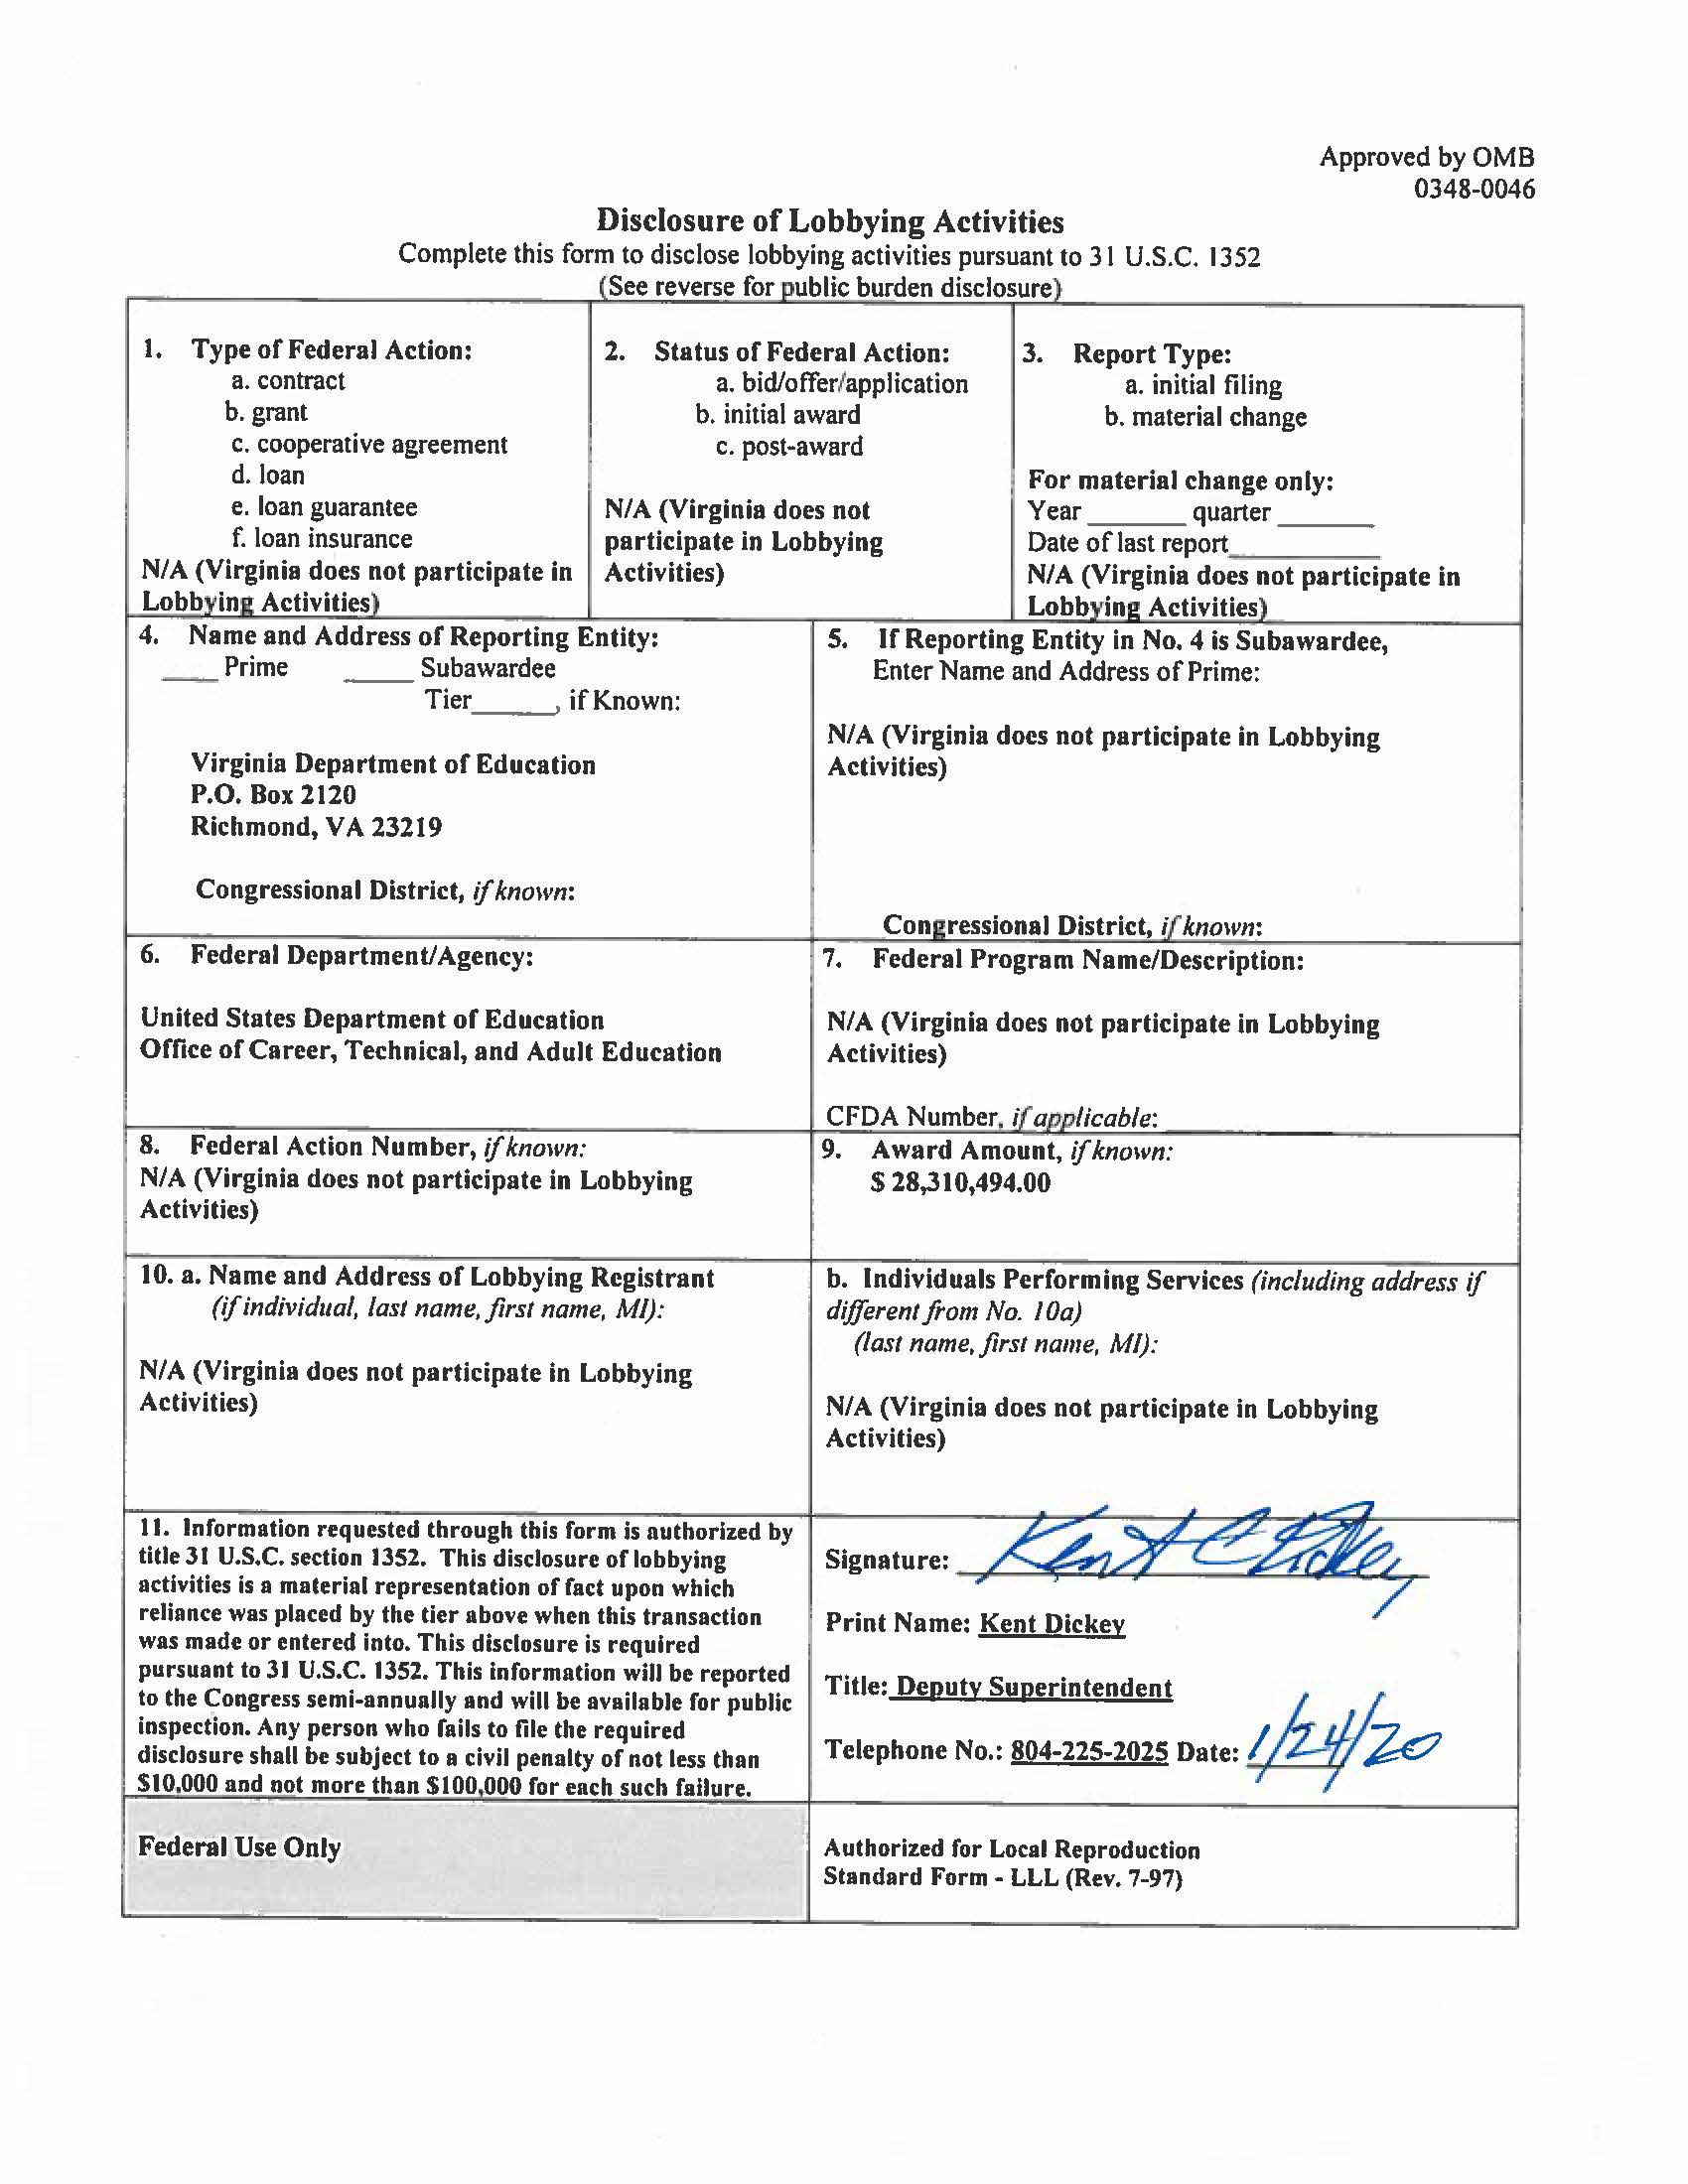 Approved by OMB
0348-0046
Disclosure of Lobbying Activities
Complete this form to disclose lobbying activities pursuant to 31 U.S.C. 1352
(See reverse for public burden disclosure)
1. Type of Federal Action:
a. contract
b. grant
c. cooperative agreement
d. loan
e. loan guarantee
f. loan insurance
N/A (Virginia does not participate in
Lobbying Activities)
2. Status of Federal Action:
a. bid/offer/application
b. initial award
c. post-award
N/A (Virginia does not
participate in Lobbying
Activities)
3. Report Type:
a. initial filing
b. material change
For material change only:
Year ________ quarter ________
Date of last report____________
N/A (Virginia does not participate in
Lobbying Activities)
4. Name and Address of Reporting Entity:
____ Prime _____ Subawardee
Tier______, if Known:
Virginia Department of Education
P.O. Box 2120
Richmond, VA 23219
Congressional District, if known:
5. If Reporting Entity in No. 4 is Subawardee,
Enter Name and Address of Prime:
N/A (Virginia does not participate in Lobbying
Activities)
Congressional District, if known:
6. Federal Department/Agency:
United States Department of Education
Office of Career, Technical, and Adult Education
7. Federal Program Name/Description:
N/A (Virginia does not participate in Lobbying
Activities)
CFDA Number, if applicable:
8. Federal Action Number, if known:
N/A (Virginia does not participate in Lobbying
Activities)
9. Award Amount, if known:
$ 28,310,494.00
10. a. Name and Address of Lobbying Registrant
(if individual, last name, first name, MI):
N/A (Virginia does not participate in Lobbying
Activities)
b. Individuals Performing Services (including address if
different from No. 10a)
(last name, first name, MI):
N/A (Virginia does not participate in Lobbying
Activities)
11. Information requested through this form is authorized by
title 31 U.S.C. section 1352. This disclosure of lobbying
activities is a material representation of fact upon which
reliance was placed by the tier above when this transaction
was made or entered into. This disclosure is required
pursuant to 31 U.S.C. 1352. This information will be reported
to the Congress semi-annually and will be available for public
inspection. Any person who fails to file the required
disclosure shall be subject to a civil penalty of not less than
$10,000 and not more than $100,000 for each such failure.
Signature: Kent C Dickey
Print Name: Kent Dickey
Title: Deputy Superintendent
Telephone No.: 804-225-2025 Date: 1/24/20
Federal Use Only
Authorized for Local Reproduction
Standard Form - LLL (Rev. 7-97)